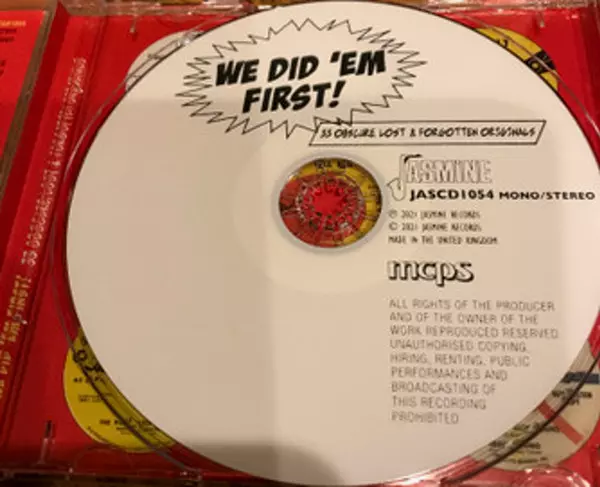 WE DID 'EM
FIRST!
33 OBSCURE LOST & FORGOTTEN ORIGINALS
JASMINE
JASCD1054 MONO/STEREO
℗ 2021 JASMINE RECORDS
© 2021 JASMINE RECORDS
MADE IN THE UNITED KINGDOM
mcps
ALL RIGHTS OF THE PRODUCER
AND OF THE OWNER OF THE
WORK REPRODUCED RESERVED
UNAUTHORISED COPYING,
HIRING, RENTING, PUBLIC
PERFORMANCES AND
BROADCASTING OF
THIS RECORDING
PROHIBITED